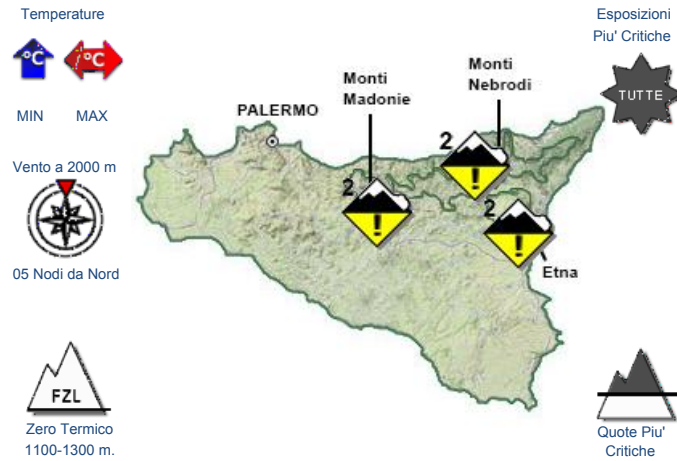 Temperature
°C
°C
MIN
MAX
Vento a 2000 m
05 Nodi da Nord
FZL
Zero Termico
1100-1300 m.
Monti
Madonie
Monti
Nebrodi
PALERMO
2
2
2
!
!
!
Etna
Esposizioni
Piu' Critiche
TUTTE
Quote Piu'
Critiche